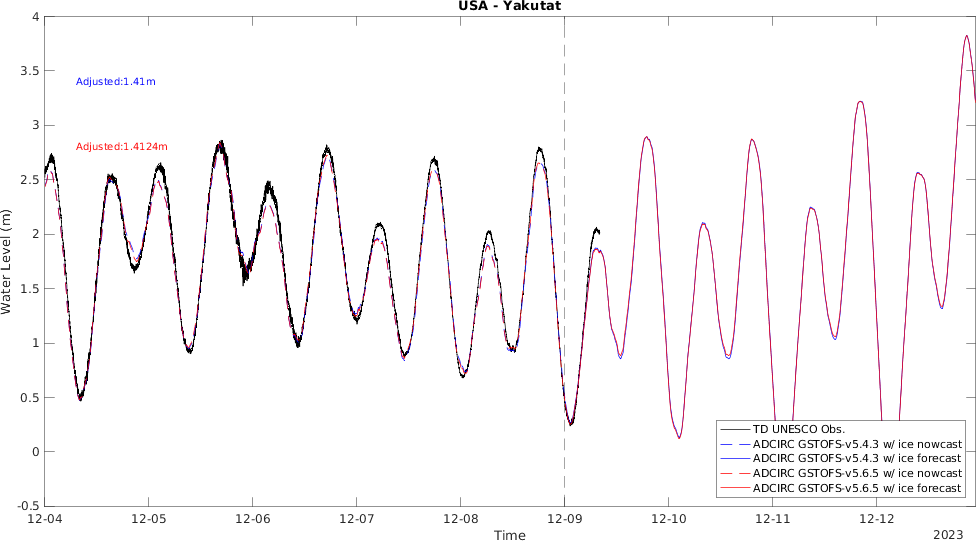 USA - Yakutat
4
3.5
3
2.5
2
1.5
1
0.5
0
-0.5
Water Level (m)
Adjusted:1.41m
Adjusted:1.4124m
TD UNESCO Obs.
ADCIRC GSTOFS-v5.4.3 w/ ice nowcast
ADCIRC GSTOFS-v5.4.3 w/ ice forecast
ADCIRC GSTOFS-v5.6.5 w/ ice nowcast
ADCIRC GSTOFS-v5.6.5 w/ ice forecast
12-04 12-05 12-06 12-07 12-08 12-09 12-10 12-11 12-12
Time
2023